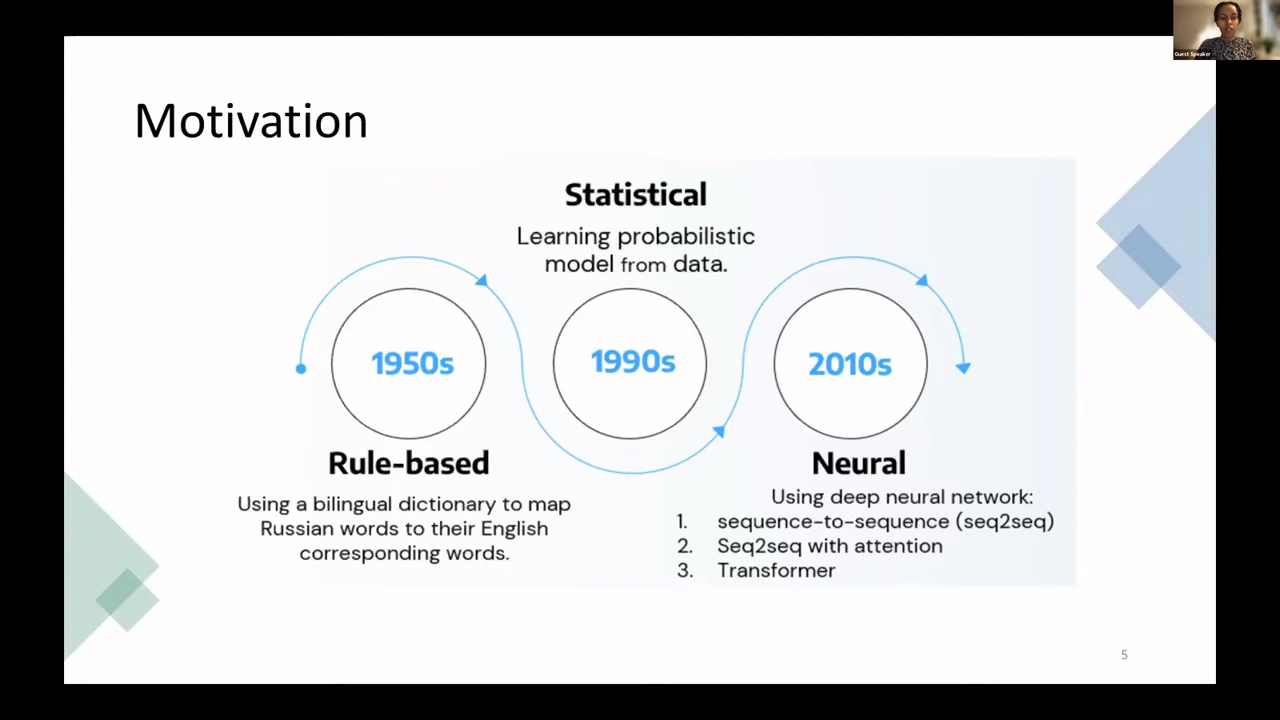 Guest Speaker
Motivation
Statistical
Learning probabilistic
model from data.
1950s
1990s
2010s
Rule-based
Using a bilingual dictionary to map
Russian words to their English
corresponding words.
Neural
Using deep neural network:
1. sequence-to-sequence (seq2seq)
2. Seq2seq with attention
3. Transformer
5